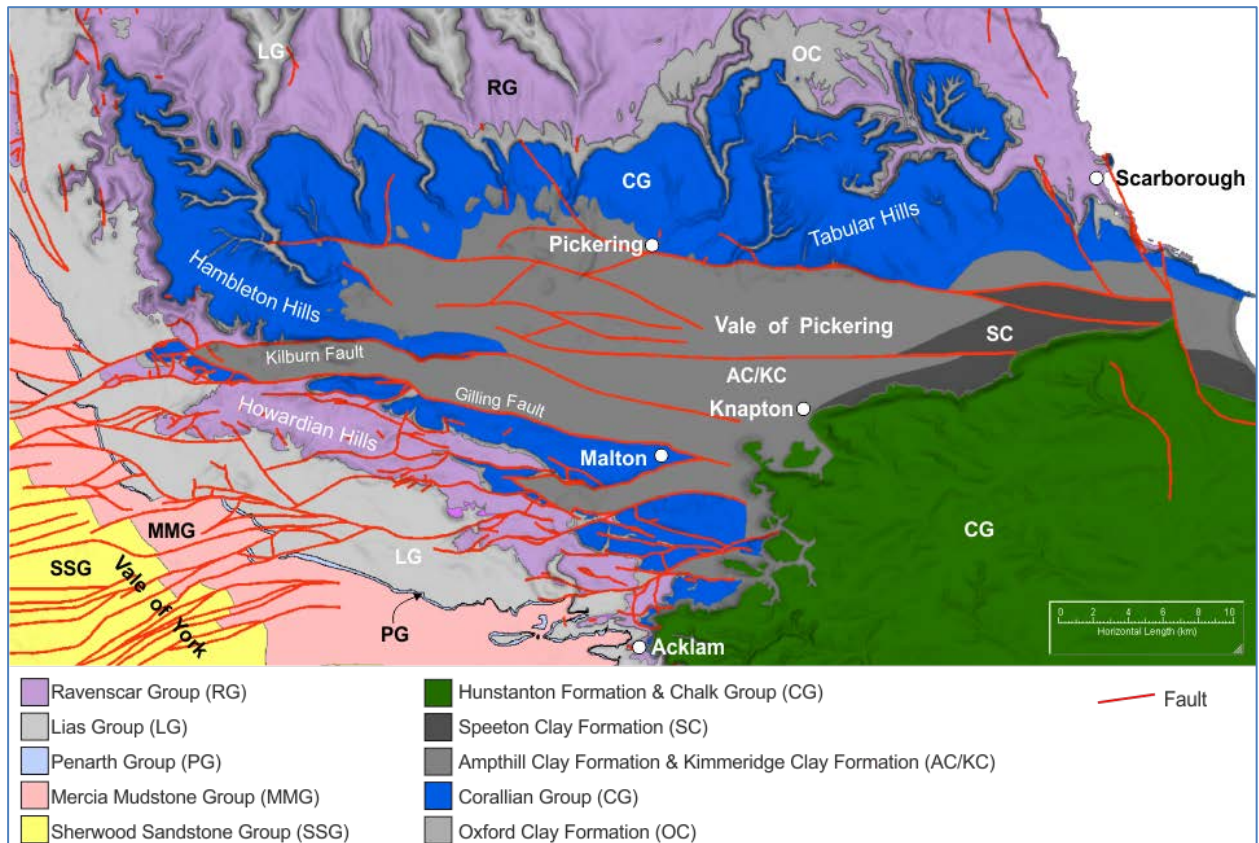 LG
OC
RG
Scarborough
CG
Tabular Hills
Pickering
Hambleton Hills
Vale of Pickering
SC
Kilburn Fault
AC/KC
Gilling Fault
Knapton
Howardian Hills
Malton
MMG
CG
SSG
LG
Vale of York
PG
Acklam
0 2 4 6 8 10
Horizontal Length (km)
Ravenscar Group (RG)
Lias Group (LG)
Penarth Group (PG)
Mercia Mudstone Group (MMG)
Sherwood Sandstone Group (SSG)
Hunstanton Formation & Chalk Group (CG)
Speeton Clay Formation (SC)
Ampthill Clay Formation & Kimmeridge Clay Formation (AC/KC)
Corallian Group (CG)
Oxford Clay Formation (OC)
Fault